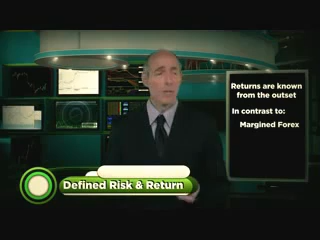 Returns are known
from the outset
In contrast to:
Margined Forex
Defined Risk & Return